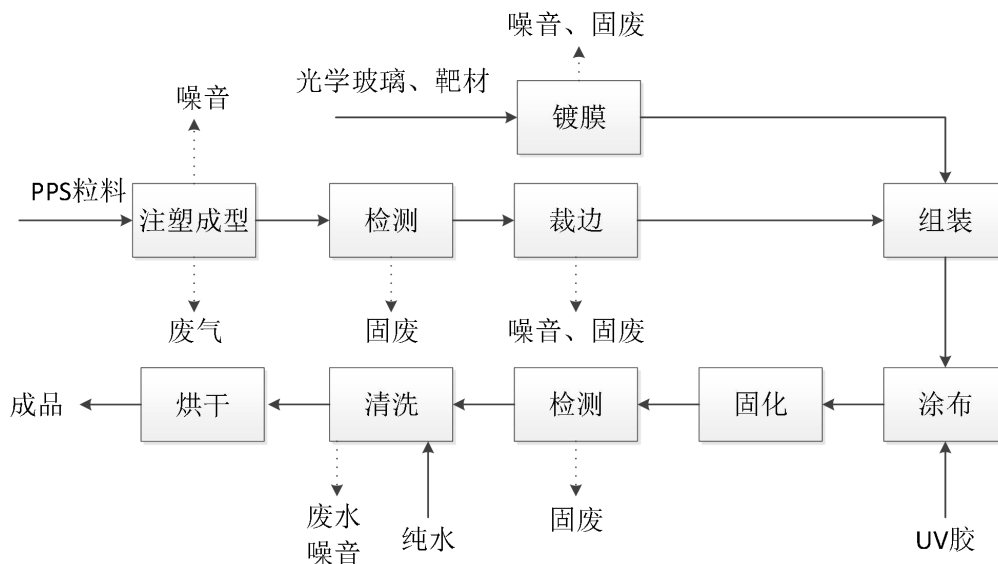 噪音、固废
光学玻璃、靶材
镀膜
噪音
PPS粒料
注塑成型
检测
裁边
组装
废气
固废
噪音、固废
成品
烘干
清洗
检测
固化
涂布
废水
噪音
纯水
固废
UV胶